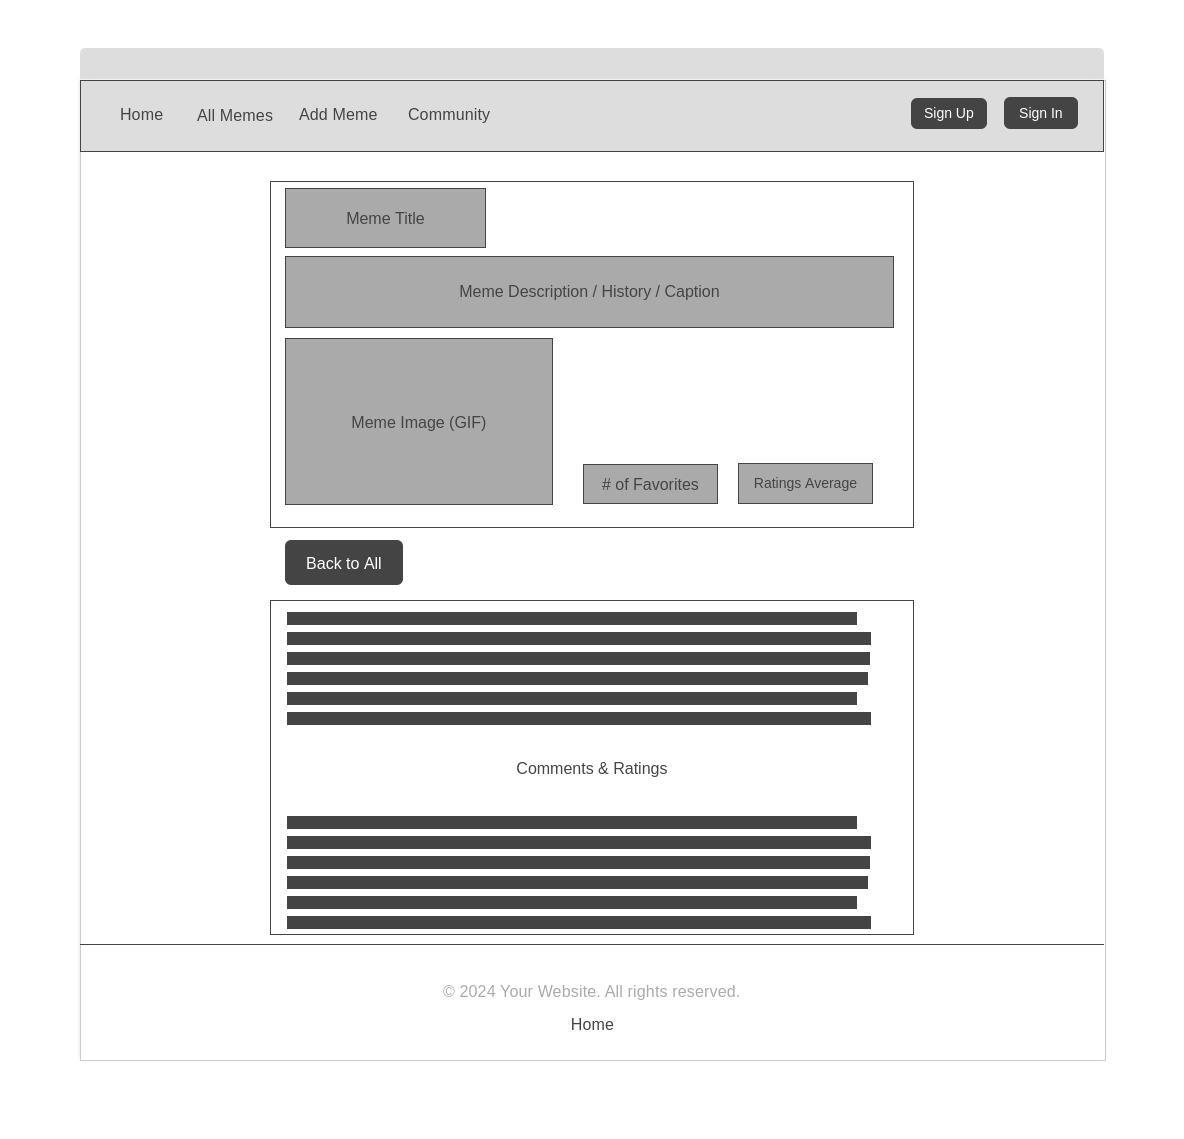 Home All Memes Add Meme Community Sign Up Sign In
Meme Title
Meme Description / History / Caption
Meme Image (GIF)
# of Favorites Ratings Average
Back to All
Comments & Ratings
© 2024 Your Website. All rights reserved.
Home